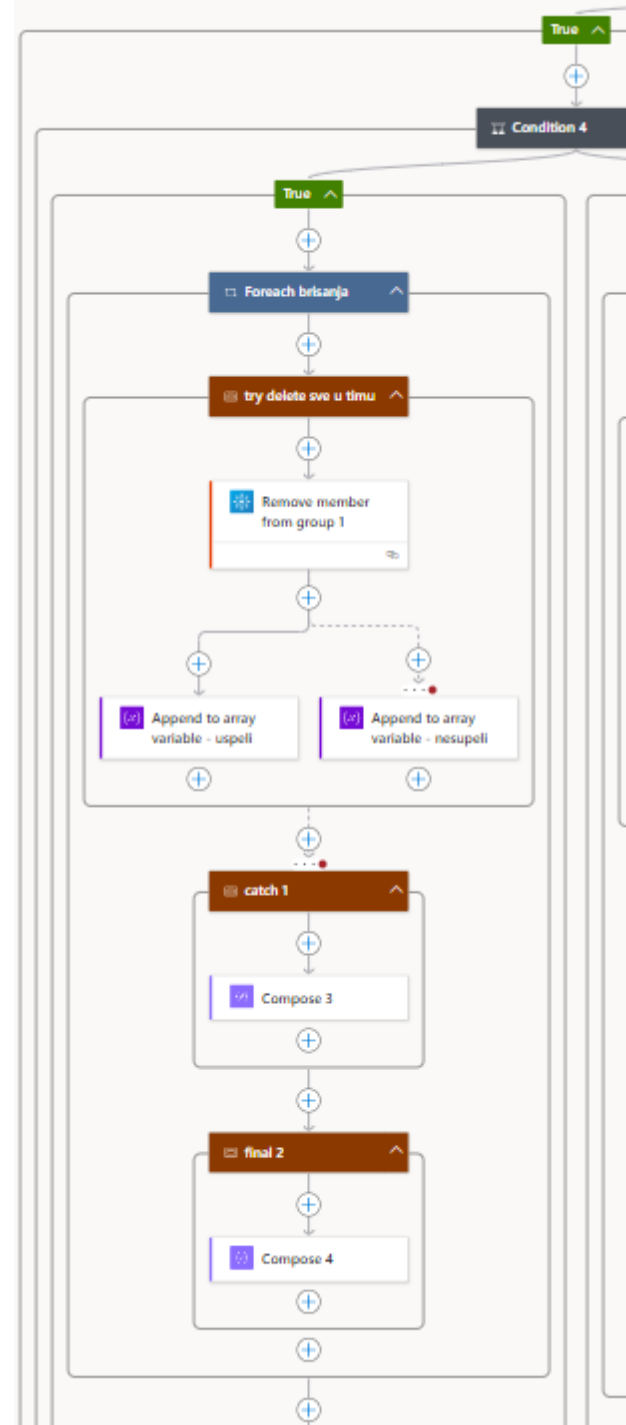 True
Condition 4
True
Foreach brisanja
try delete sve u timu
Remove member
from group 1
Append to array
variable - uspeli
Append to array
variable - nesupeli
catch 1
Compose 3
final 2
Compose 4